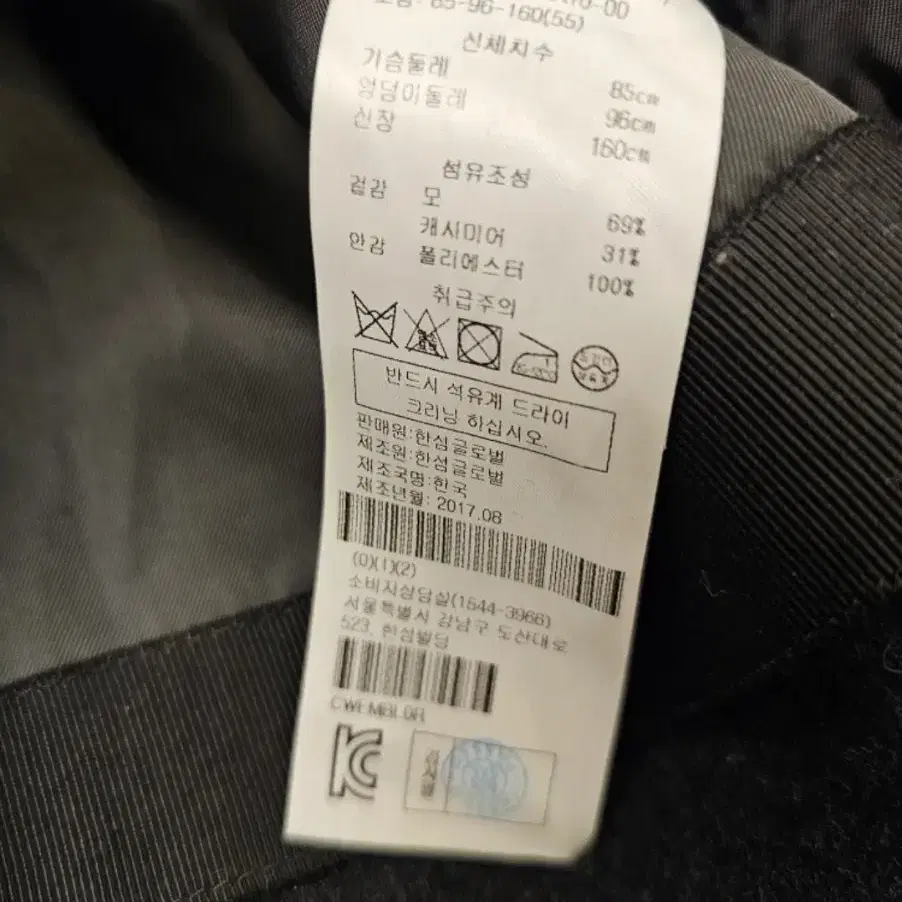 85-96-160(55)
신체치수
가슴둘레 85cm
엉덩이둘레 96cm
신장 160cm
섬유조성
겉감 모 69%
캐시미어 31%
안감 폴리에스터 100%
취급주의
반드시 석유계 드라이
크리닝 하십시오.
판매원:한섬글로벌
제조원:한섬글로벌
제조국명:한국
제조년월: 2017.08
(0)(1)(2)
소비자상담실(1544-3966)
서울특별시 강남구 도산대로
523, 한섬빌딩